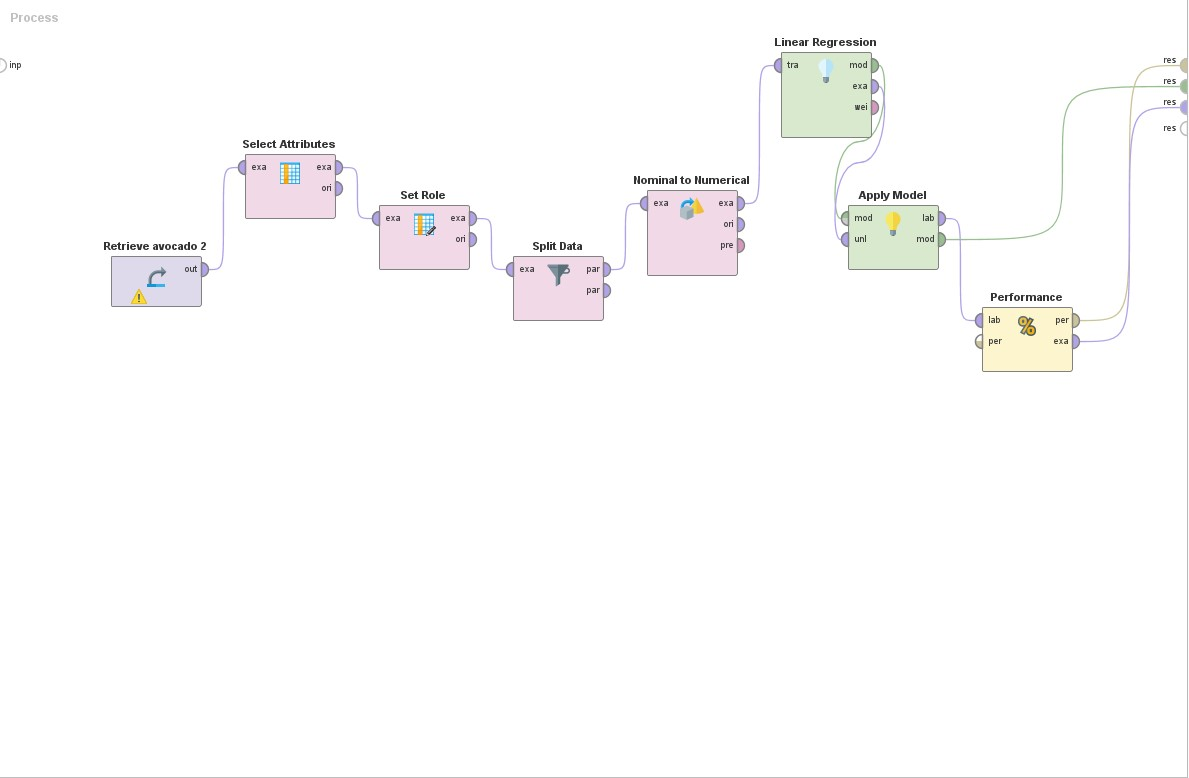 Process
inp
Retrieve avocado 2
out
Select Attributes
exa exa
ori
Set Role
exa exa
ori
Split Data
exa par
par
Nominal to Numerical
exa exa
ori
pre
Linear Regression
tra mod
exa
wei
Apply Model
mod lab
unl mod
Performance
lab per
per exa
%
res
res
res
res